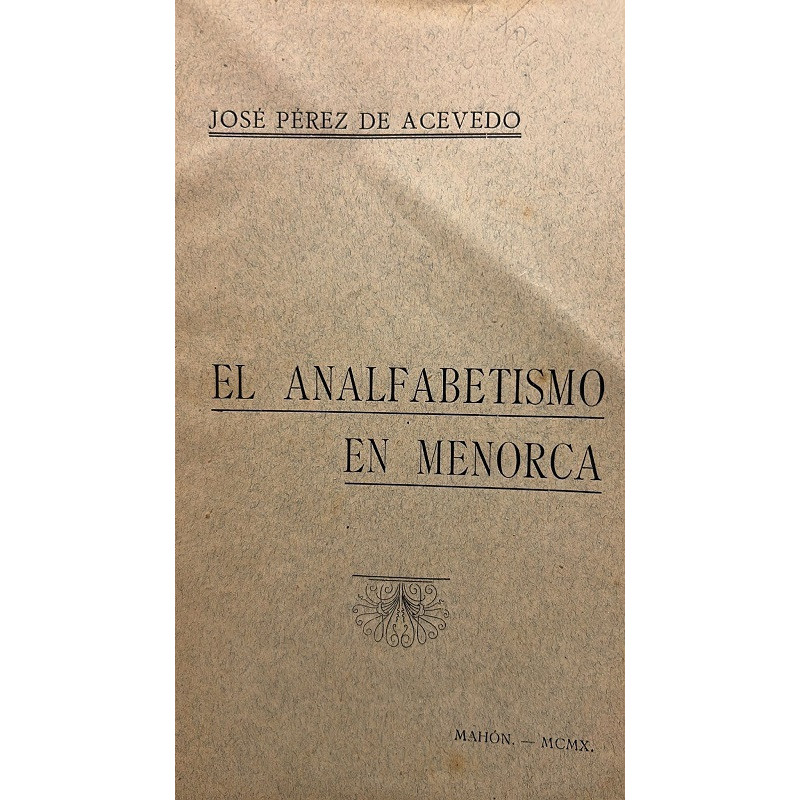 JOSÉ PÉREZ DE ACEVEDO
EL ANALFABETISMO
EN MENORCA
MAHÓN. — MCMX.